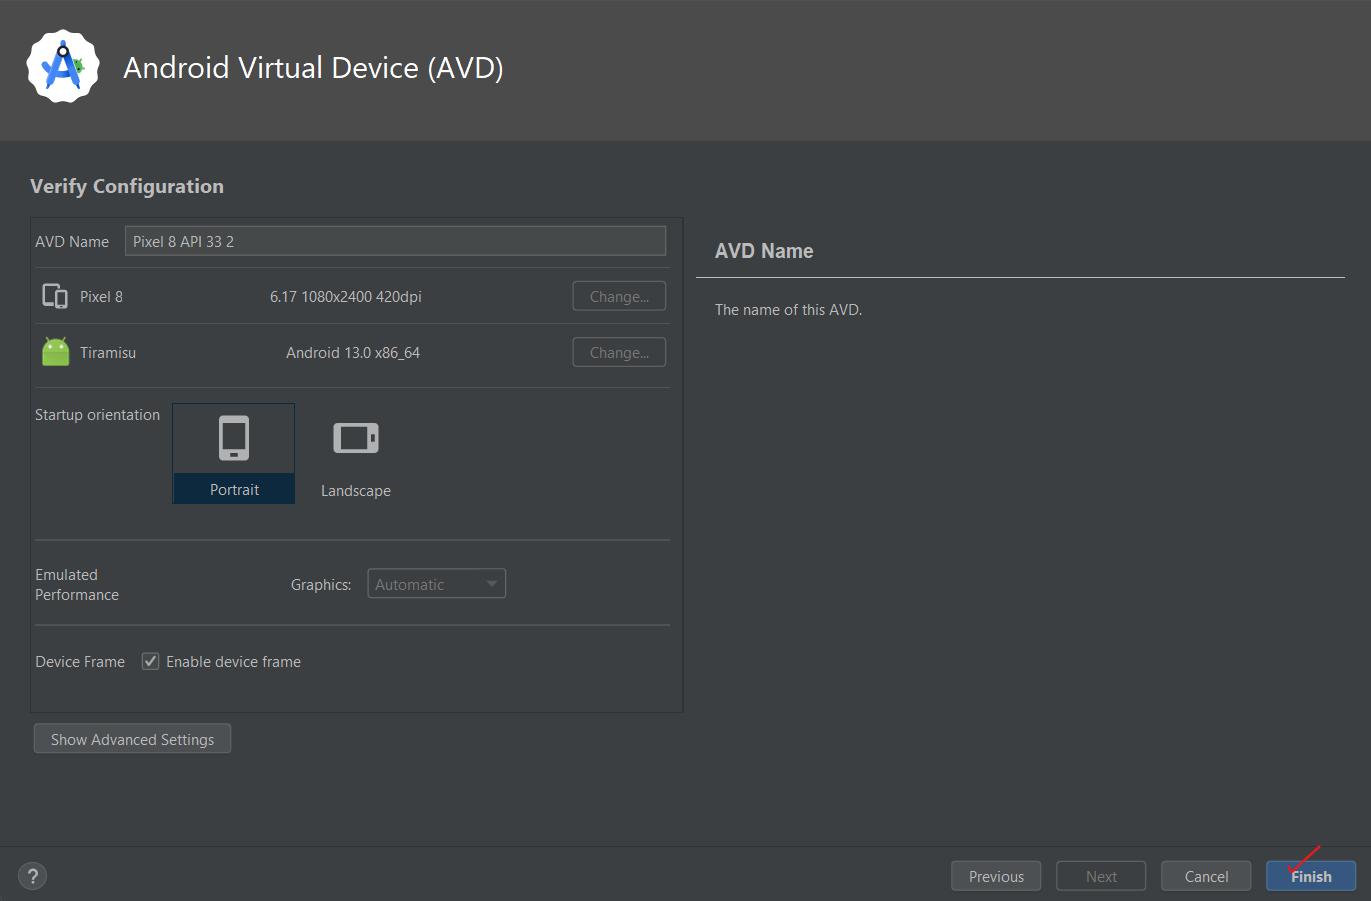 Android Virtual Device (AVD)
Verify Configuration
AVD Name Pixel 8 API 33 2
Pixel 8 6.17 1080x2400 420dpi Change...
Tiramisu Android 13.0 x86_64 Change...
Startup orientation
Portrait
Landscape
Emulated
Performance
Graphics: Automatic
Device Frame Enable device frame
Show Advanced Settings
AVD Name
The name of this AVD.
?
Previous Next Cancel Finish